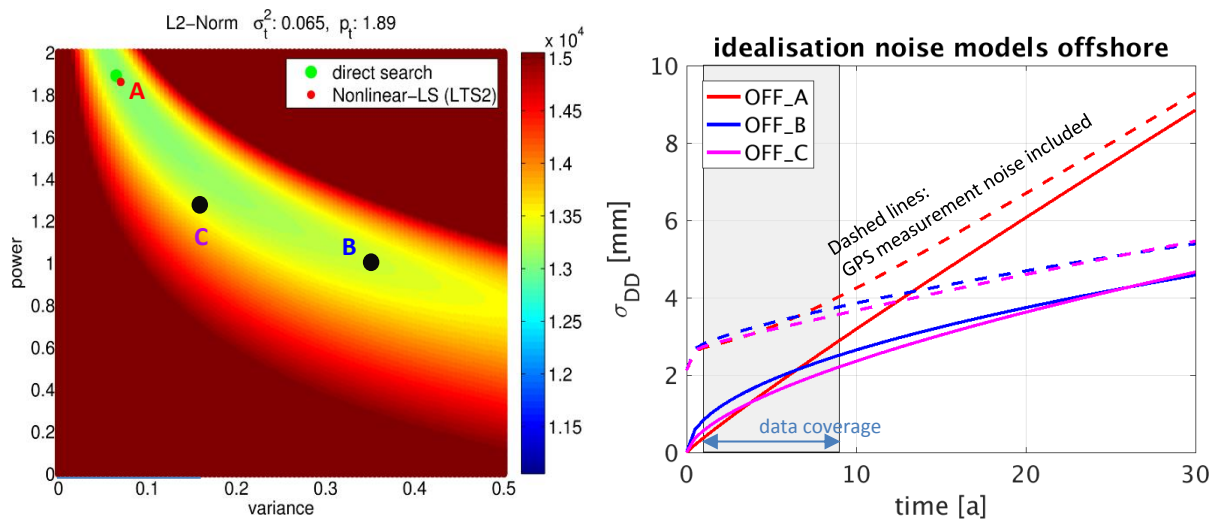 L2-Norm σt²: 0.065, pt: 1.89
x 10⁴
2
1.8
1.6
1.4
1.2
1
0.8
0.6
0.4
0.2
0
power
direct search
Nonlinear-LS (LTS2)
A
C
B
0
0.1
0.2
0.3
0.4
0.5
variance
1.5
1.45
1.4
1.35
1.3
1.25
1.2
1.15
idealisation noise models offshore
10
8
6
4
2
0
σDD [mm]
OFF_A
OFF_B
OFF_C
Dashed lines:
GPS measurement noise included
data coverage
0
10
20
30
time [a]